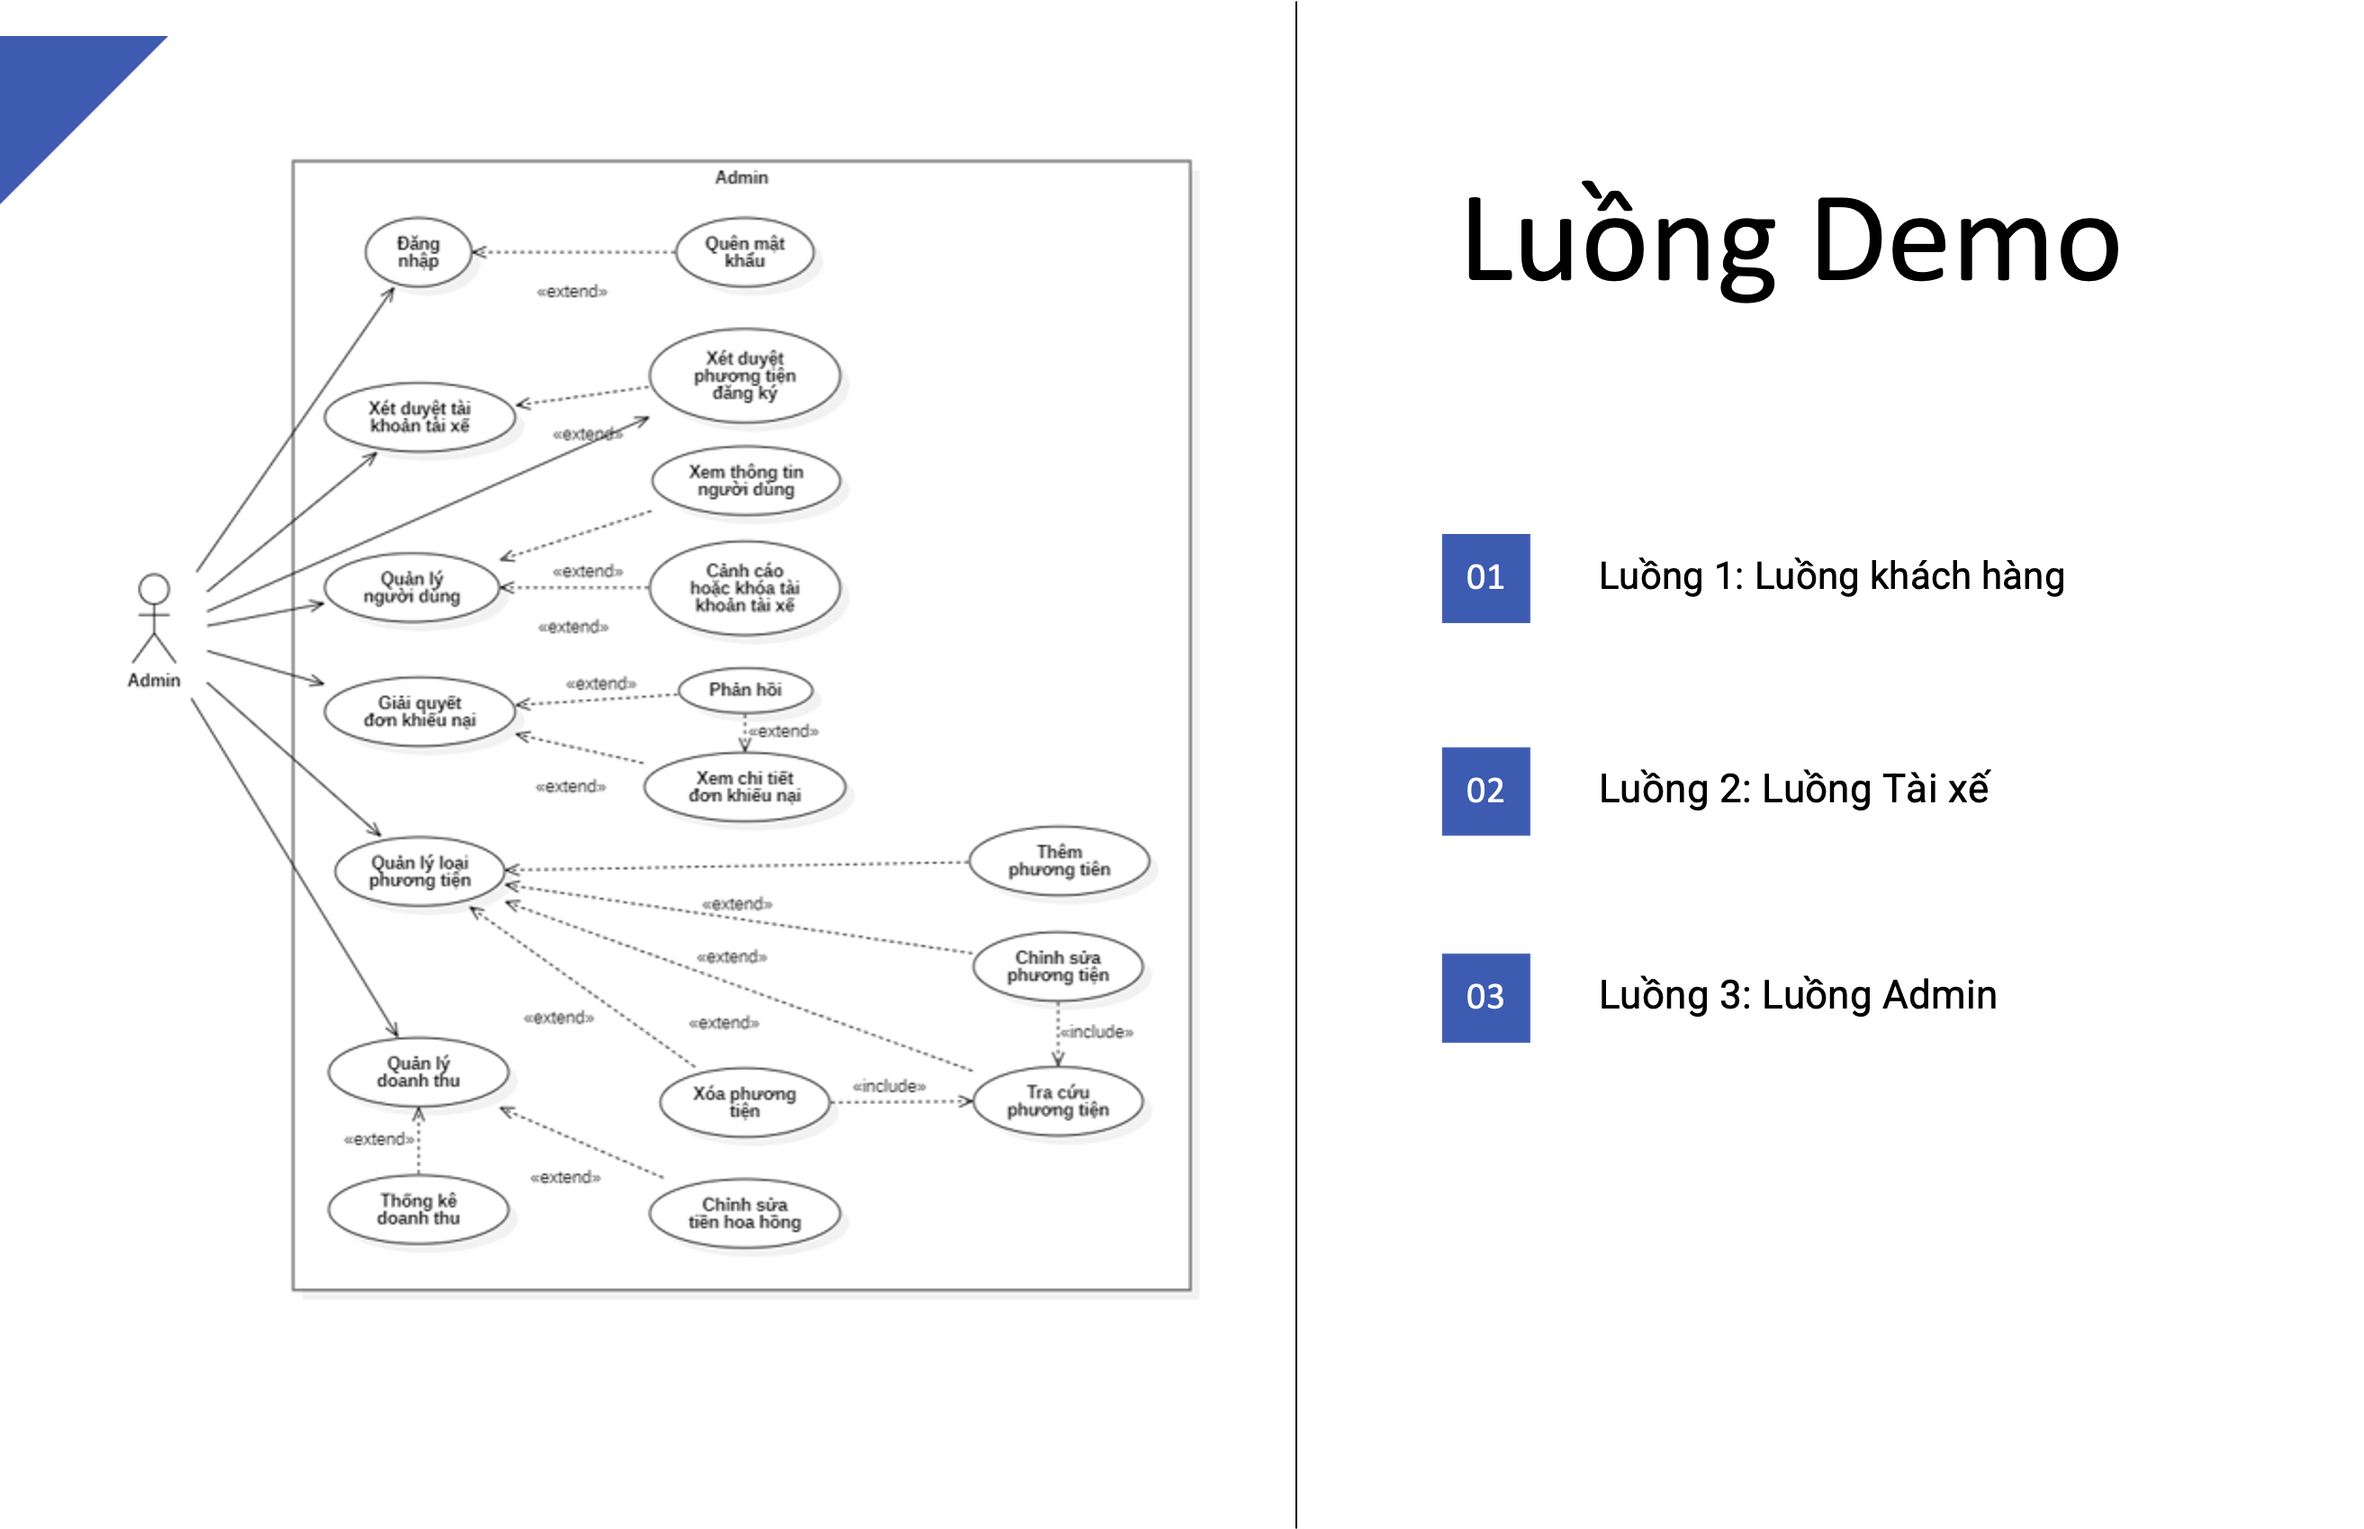 Admin
Đăng
nhập
Quên mật
khẩu
«extend»
Xét duyệt
phương tiện
đăng ký
Xét duyệt tài
khoản tài xế
«extend»
Xem thông tin
người dùng
Quản lý
người dùng
«extend»
Cảnh cáo
hoặc khóa tài
khoản tài xế
«extend»
Admin
Giải quyết
đơn khiếu nại
«extend»
Phản hồi
«extend»
Xem chi tiết
đơn khiếu nại
«extend»
Quản lý loại
phương tiện
Thêm
phương tiện
«extend»
«extend»
Chỉnh sửa
phương tiện
«extend»
«extend»
«include»
Quản lý
doanh thu
Xóa phương
tiện
«include»
Tra cứu
phương tiện
«extend»
«extend»
Thống kê
doanh thu
Chỉnh sửa
tiền hoa hồng
Luồng Demo
01
Luồng 1: Luồng khách hàng
02
Luồng 2: Luồng Tài xế
03
Luồng 3: Luồng Admin